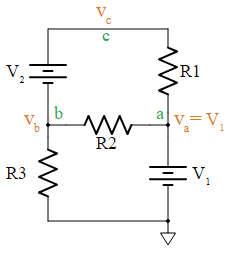 v_c
c
V_2
R1
v_b b a v_a = V_1
R2
R3
V_1